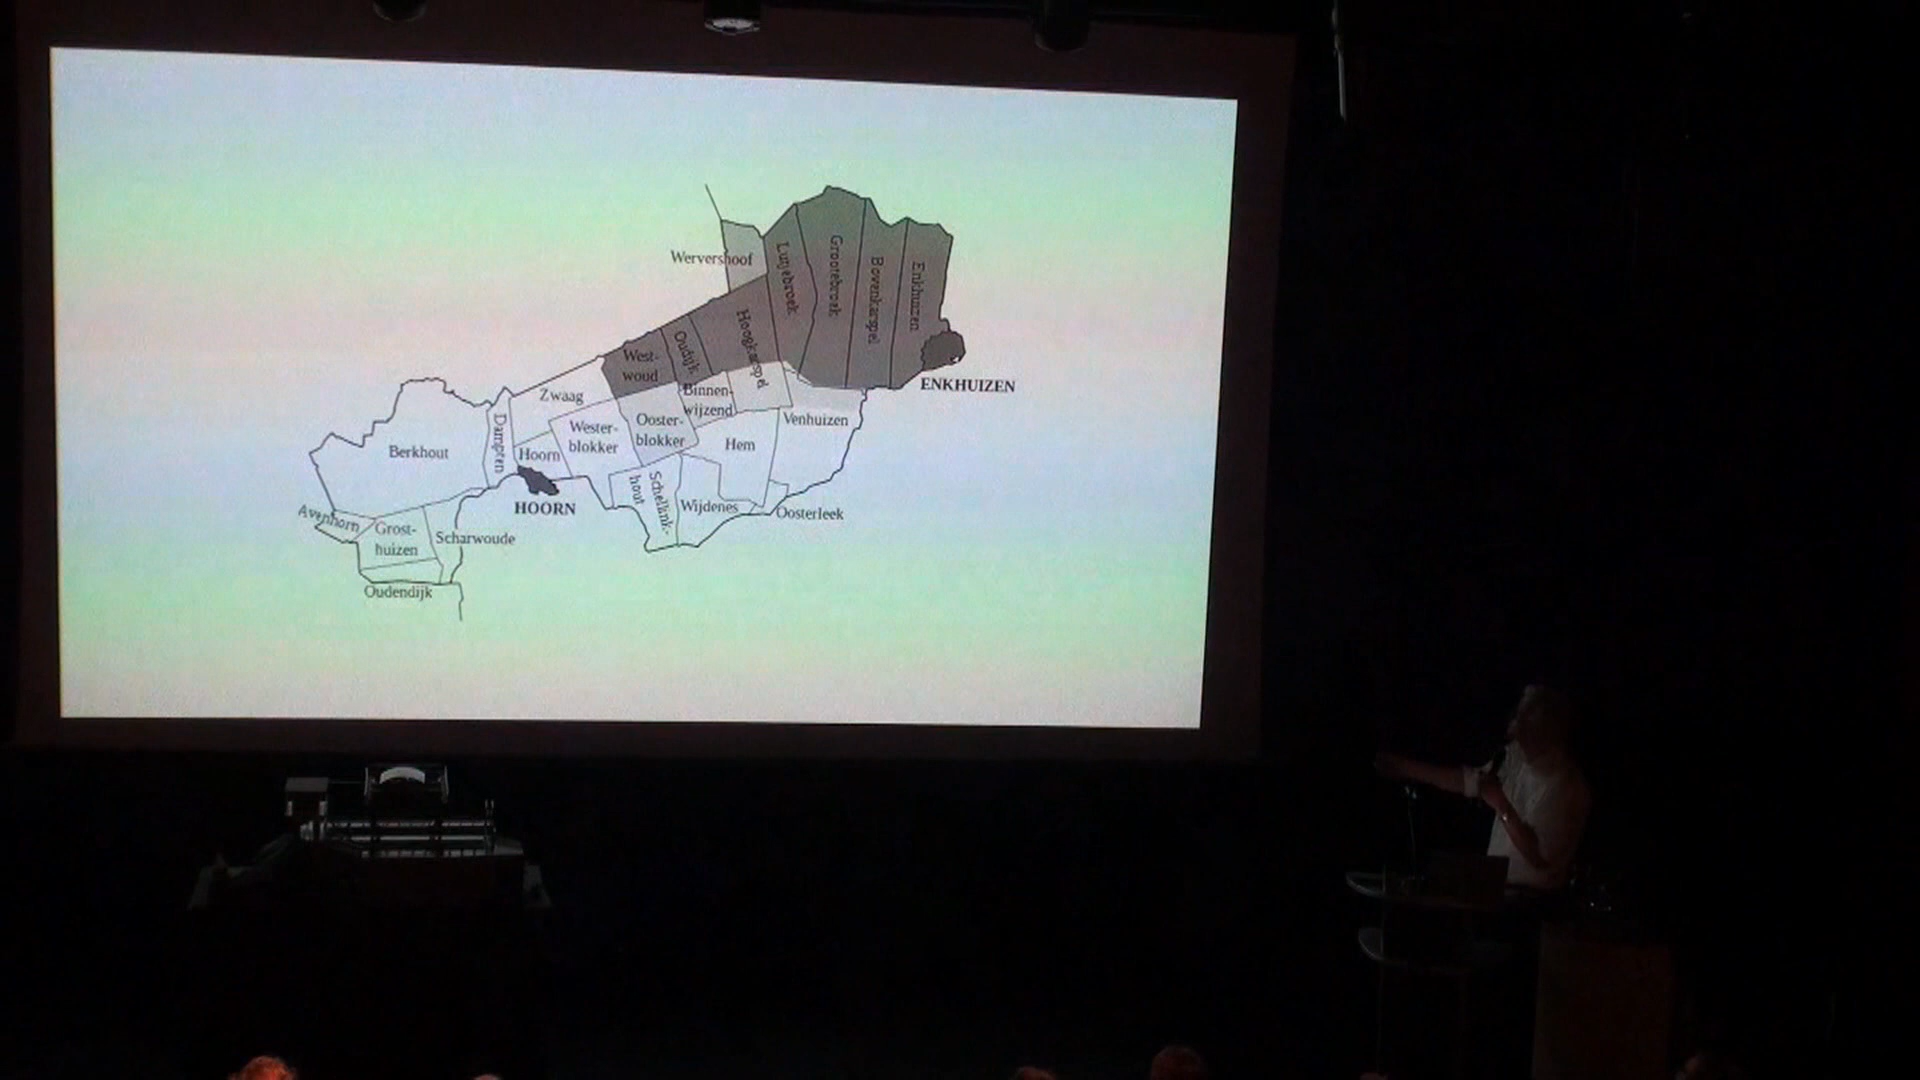 Wervershoof
Lutjebroek
Grootebroek
Bovenkarspel
Enkhuizen
Hoogkarspel
Oudijk
West-
woud
ENKHUIZEN
Zwaag
Binnen-
wijzend
Venhuizen
Wester-
blokker
Ooster-
blokker
Hem
Berkhout
Dampten
Hoorn
HOORN
Schellink-
hout
Wijdenes
Oosterleek
Avenhorn
Grost-
huizen
Scharwoude
Oudendijk